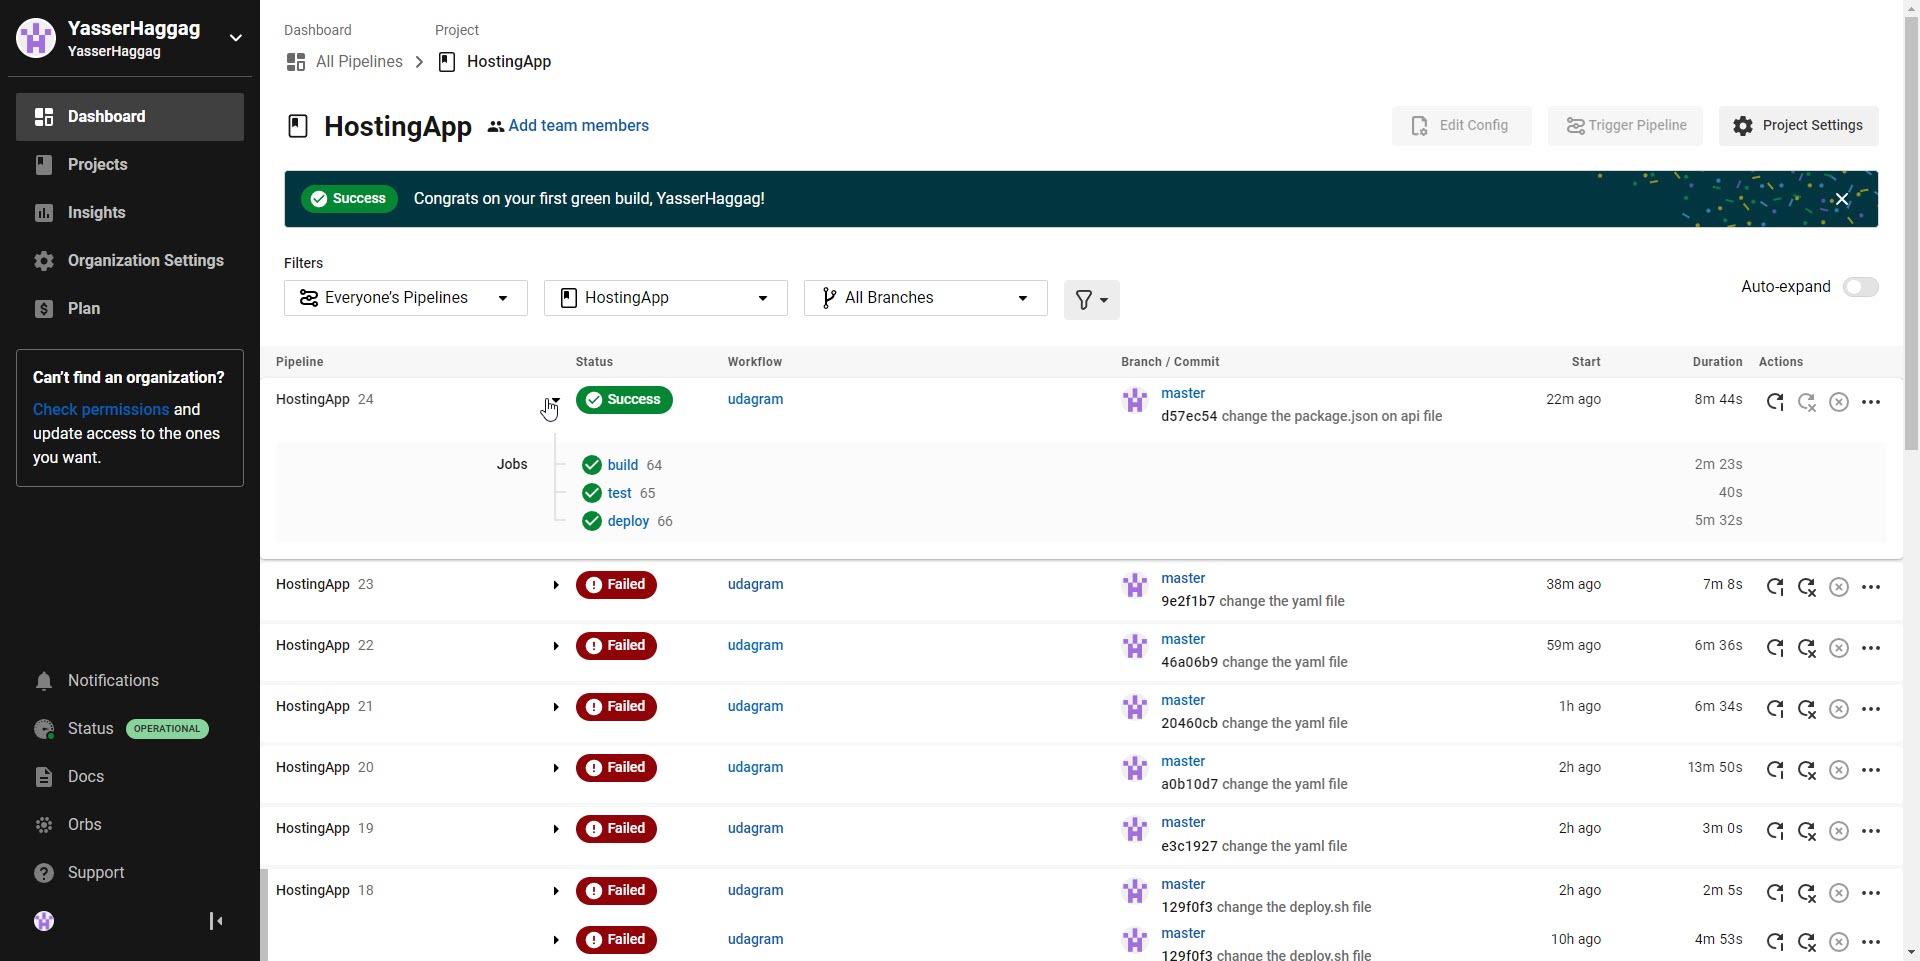 YasserHaggag
YasserHaggag
Dashboard
Projects
Insights
Organization Settings
Plan
Can't find an organization?
Check permissions and
update access to the ones
you want.
Notifications
Status OPERATIONAL
Docs
Orbs
Support
Dashboard Project
All Pipelines HostingApp
HostingApp Add team members Edit Config Trigger Pipeline Project Settings
Success Congrats on your first green build, YasserHaggag!
Filters
Everyone's Pipelines HostingApp All Branches Auto-expand
Pipeline Status Workflow Branch / Commit Start Duration Actions
HostingApp 24 Success udagram master 22m ago 8m 44s
d57ec54 change the package.json on api file
Jobs build 64 2m 23s
test 65 40s
deploy 66 5m 32s
HostingApp 23 Failed udagram master 38m ago 7m 8s
9e2f1b7 change the yaml file
HostingApp 22 Failed udagram master 59m ago 6m 36s
46a06b9 change the yaml file
HostingApp 21 Failed udagram master 1h ago 6m 34s
20460cb change the yaml file
HostingApp 20 Failed udagram master 2h ago 13m 50s
a0b10d7 change the yaml file
HostingApp 19 Failed udagram master 2h ago 3m 0s
e3c1927 change the yaml file
HostingApp 18 Failed udagram master 2h ago 2m 5s
129f0f3 change the deploy.sh file
Failed udagram master 10h ago 4m 53s
129f0f3 change the deploy.sh file